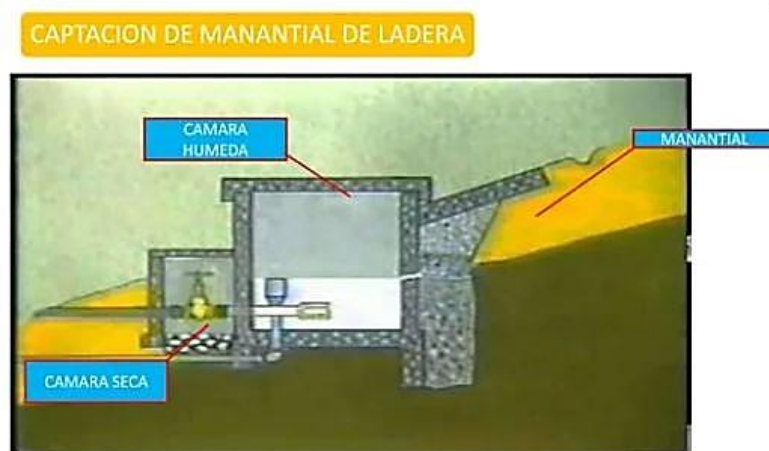 CAPTACION DE MANANTIAL DE LADERA
CAMARA
HUMEDA
MANANTIAL
CAMARA SECA